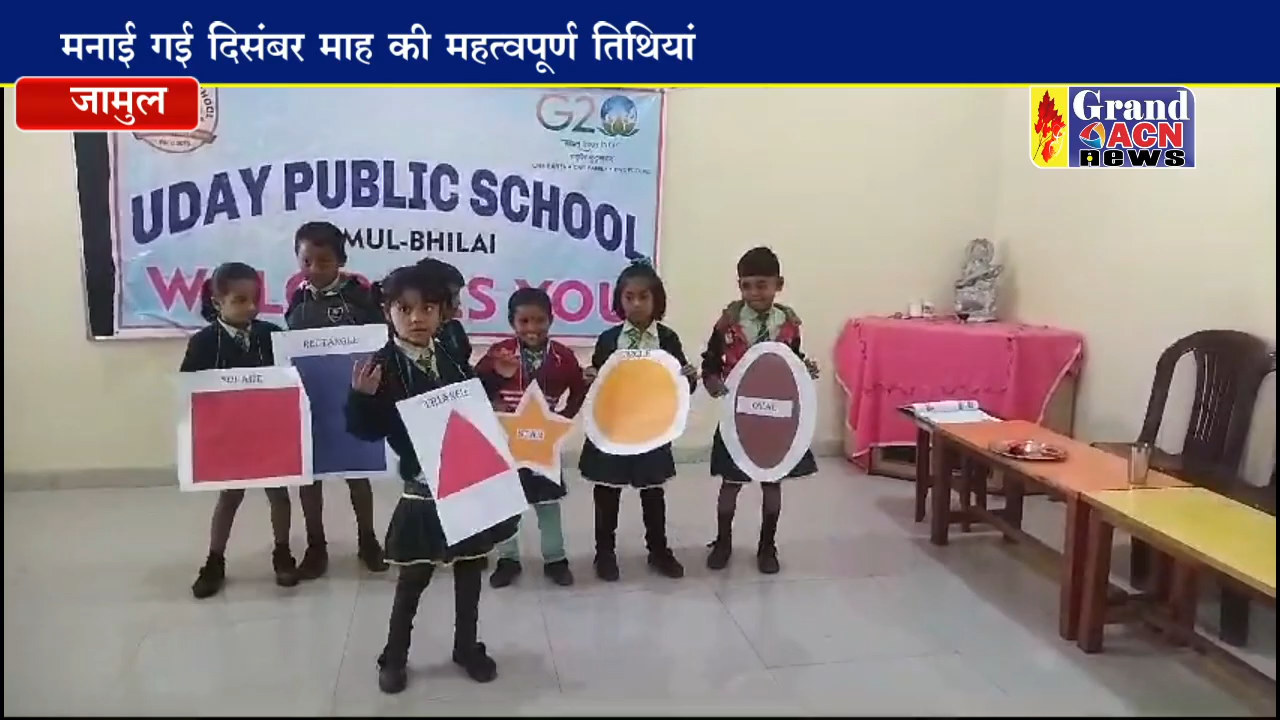 मनाई गई दिसंबर माह की महत्वपूर्ण तिथियां
जामुल
Grand
ACN
news
G20
UDAY PUBLIC SCHOOL
MUL-BHILAI
YOU
RECTANGLE
SQUARE
TRIANGLE
STAR
CIRCLE
OVAL